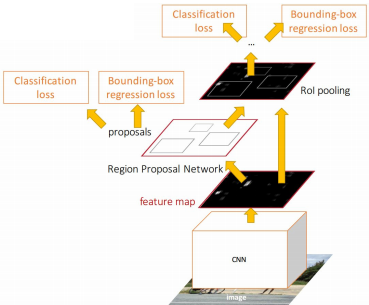 Classification
loss
Bounding-box
regression loss
...
RoI pooling
Classification
loss
Bounding-box
regression loss
proposals
Region Proposal Network
feature map
CNN
image